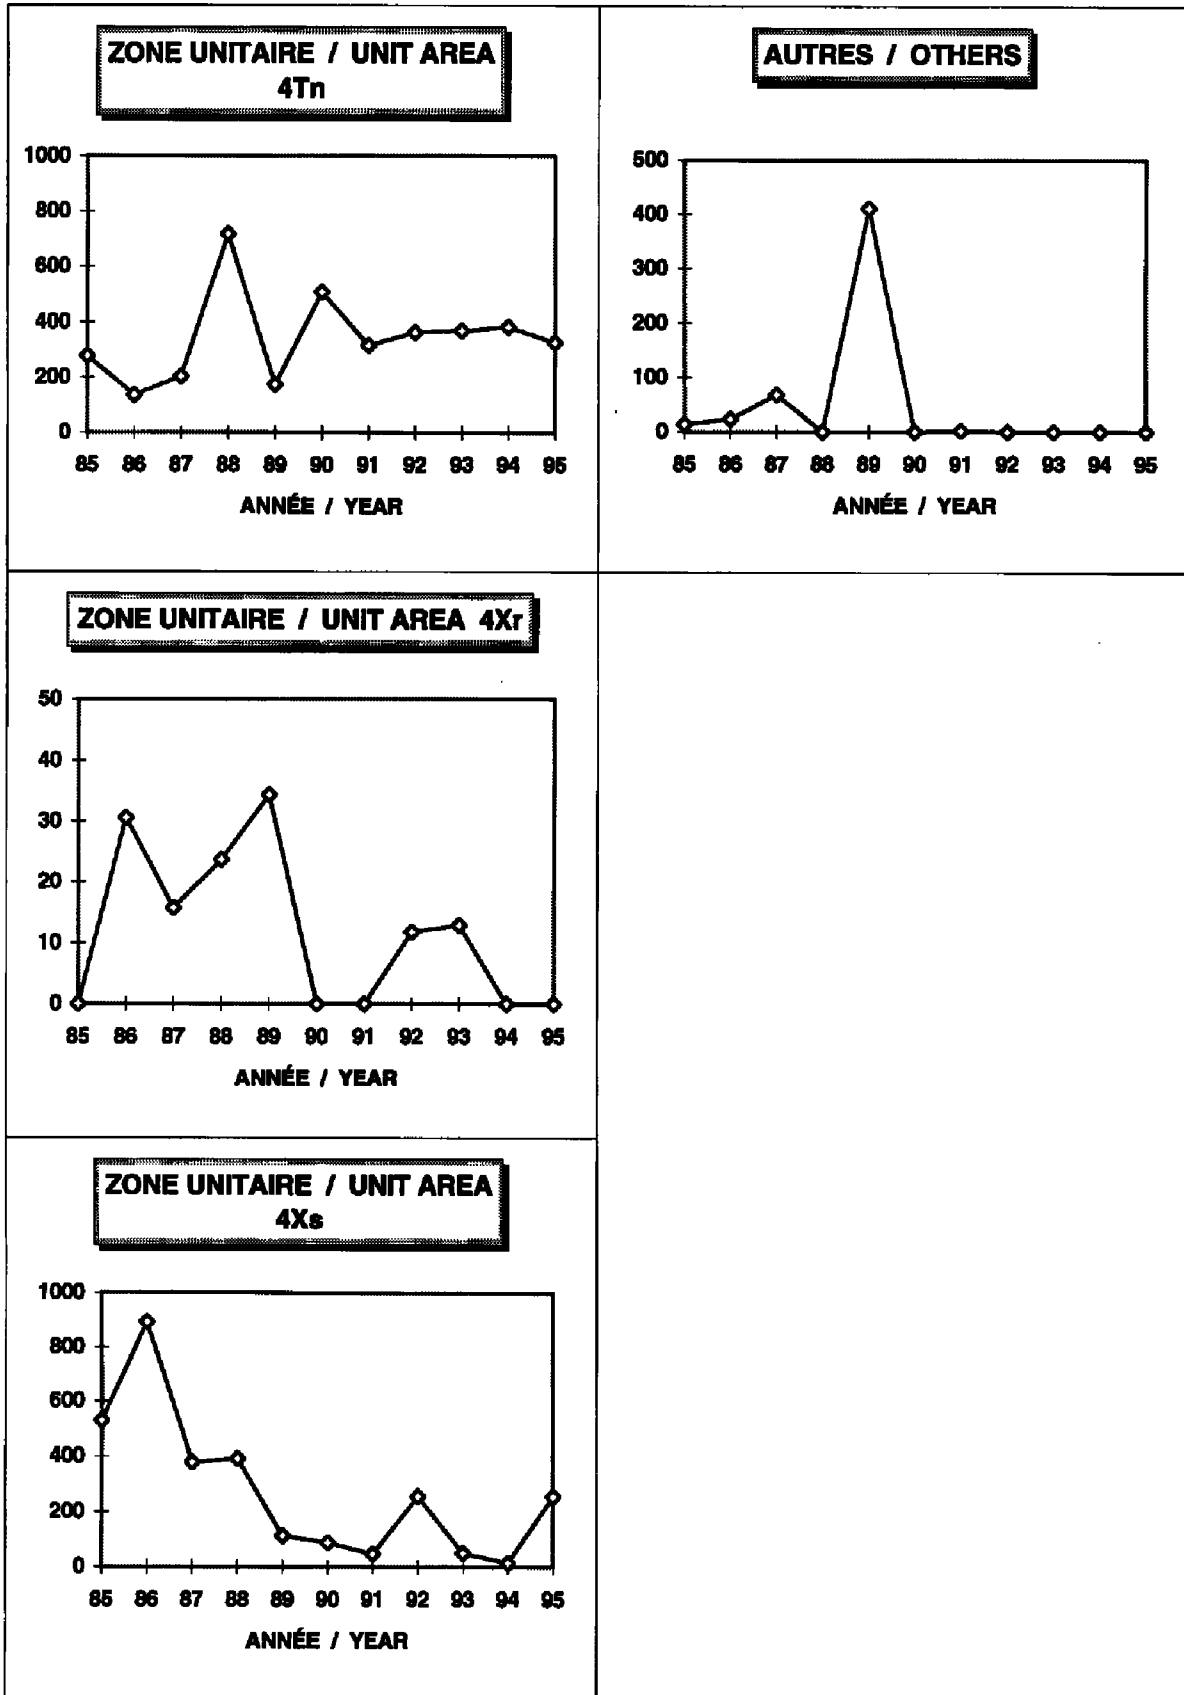 ZONE UNITAIRE / UNIT AREA
4Tn
1000
800
600
400
200
0
85 86 87 88 89 90 91 92 93 94 95
ANNÉE / YEAR
AUTRES / OTHERS
500
400
300
200
100
0
85 86 87 88 89 90 91 92 93 94 95
ANNÉE / YEAR
ZONE UNITAIRE / UNIT AREA 4Xr
50
40
30
20
10
0
85 86 87 88 89 90 91 92 93 94 95
ANNÉE / YEAR
ZONE UNITAIRE / UNIT AREA
4Xs
1000
800
600
400
200
0
85 86 87 88 89 90 91 92 93 94 95
ANNÉE / YEAR